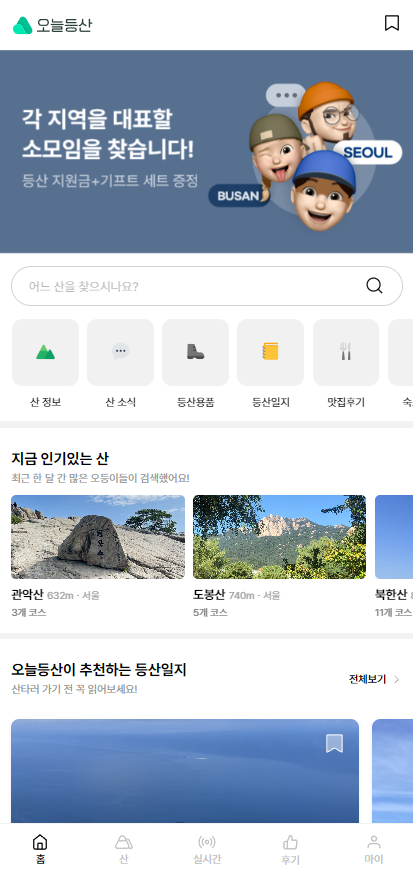 오늘등산
각 지역을 대표할
소모임을 찾습니다!
등산 지원금+기프트 세트 증정
SEOUL
BUSAN
어느 산을 찾으시나요?
산 정보
산 소식
등산용품
등산일지
맛집후기
숙
지금 인기있는 산
최근 한 달 간 많은 오등이들이 검색했어요!
관악산 632m · 서울
3개 코스
도봉산 740m · 서울
5개 코스
북한산 8
11개 코스
오늘등산이 추천하는 등산일지
산타러 가기 전 꼭 읽어보세요!
전체보기
홈
산
실시간
후기
마이